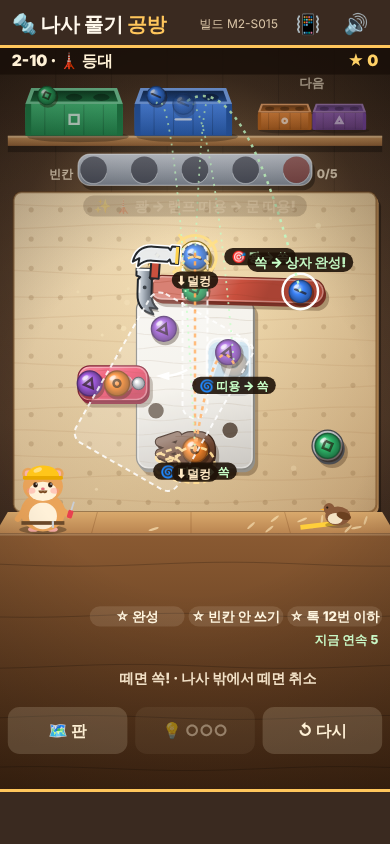 나사 풀기 공방
빌드 M2-S015
2-10 · 등대
★ 0
다음
빈칸
0/5
쏙 → 상자 완성!
⬇덜컹
띠용 → 쏙
⬇덜컹
쏙
☆ 완성
☆ 빈칸 안 쓰기
☆ 톡 12번 이하
지금 연속 5
떼면 쏙! · 나사 밖에서 떼면 취소
판
다시